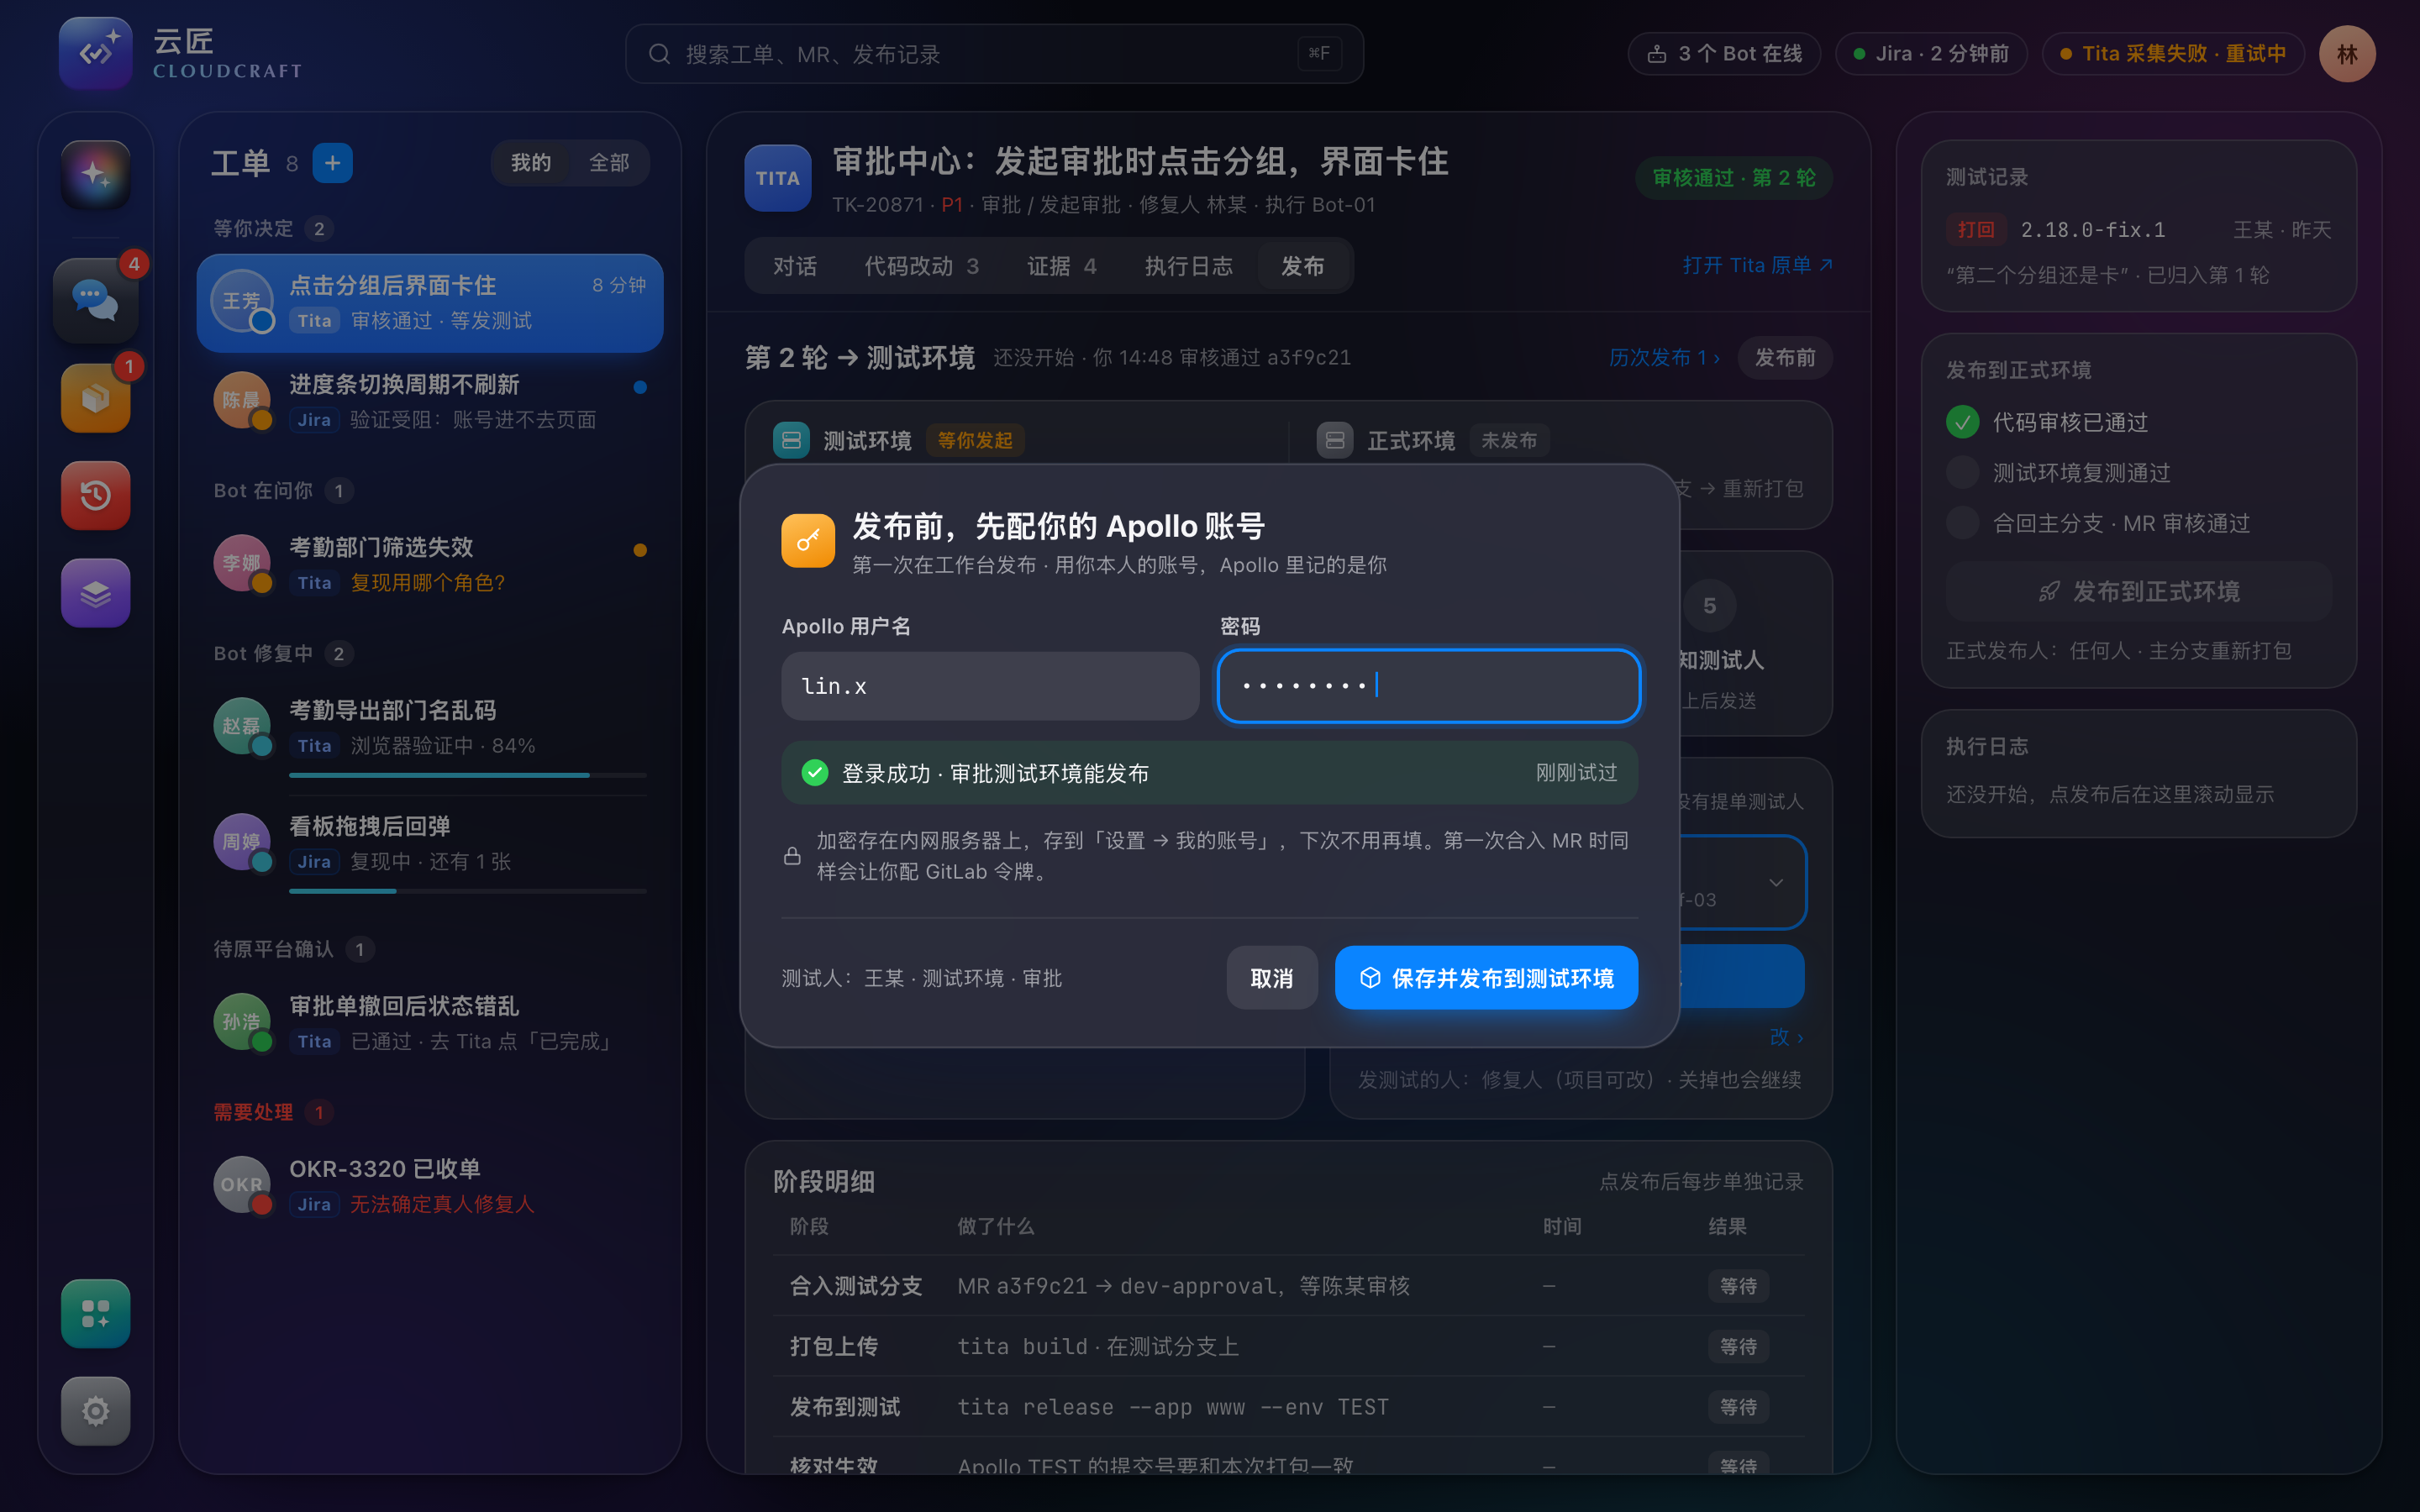 云匠
CLOUDCRAFT
搜索工单、MR、发布记录
⌘F
3 个 Bot 在线
Jira · 2 分钟前
Tita 采集失败 · 重试中
林
4
1
工单 8
+
我的
全部
等你决定 2
王芳
点击分组后界面卡住
8 分钟
Tita 审核通过 · 等发测试
陈晨
进度条切换周期不刷新
Jira 验证受阻：账号进不去页面
Bot 在问你 1
李娜
考勤部门筛选失效
Tita 复现用哪个角色?
Bot 修复中 2
赵磊
考勤导出部门名乱码
Tita 浏览器验证中 · 84%
周婷
看板拖拽后回弹
Jira 复现中 · 还有 1 张
待原平台确认 1
孙浩
审批单撤回后状态错乱
Tita 已通过 · 去 Tita 点「已完成」
需要处理 1
OKR
OKR-3320 已收单
Jira 无法确定真人修复人
TITA
审批中心：发起审批时点击分组，界面卡住
TK-20871 · P1 · 审批 / 发起审批 · 修复人 林某 · 执行 Bot-01
审核通过 · 第 2 轮
对话
代码改动 3
证据 4
执行日志
发布
打开 Tita 原单 ↗
第 2 轮 → 测试环境
还没开始 · 你 14:48 审核通过 a3f9c21
历次发布 1 ›
发布前
测试环境
等你发起
正式环境
未发布
支 → 重新打包
5
知测试人
上后发送
没有提单测试人
f-03
改 ›
发测试的人：修复人（项目可改）· 关掉也会继续
发布前，先配你的 Apollo 账号
第一次在工作台发布 · 用你本人的账号，Apollo 里记的是你
Apollo 用户名
密码
lin.x
••••••••
登录成功 · 审批测试环境能发布
刚刚试过
加密存在内网服务器上，存到「设置 → 我的账号」，下次不用再填。第一次合入 MR 时同
样会让你配 GitLab 令牌。
测试人：王某 · 测试环境 · 审批
取消
保存并发布到测试环境
阶段明细
点发布后每步单独记录
阶段
做了什么
时间
结果
合入测试分支
MR a3f9c21 → dev-approval，等陈某审核
—
等待
打包上传
tita build · 在测试分支上
—
等待
发布到测试
tita release --app www --env TEST
—
等待
核对生效
Apollo TEST 的提交号要和本次打包一致
—
等待
测试记录
打回 2.18.0-fix.1
王某 · 昨天
“第二个分组还是卡” · 已归入第 1 轮
发布到正式环境
代码审核已通过
测试环境复测通过
合回主分支 · MR 审核通过
发布到正式环境
正式发布人：任何人 · 主分支重新打包
执行日志
还没开始，点发布后在这里滚动显示